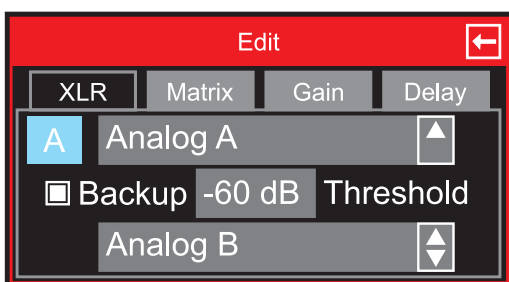 Edit
XLR Matrix Gain Delay
A Analog A
Backup -60 dB Threshold
Analog B